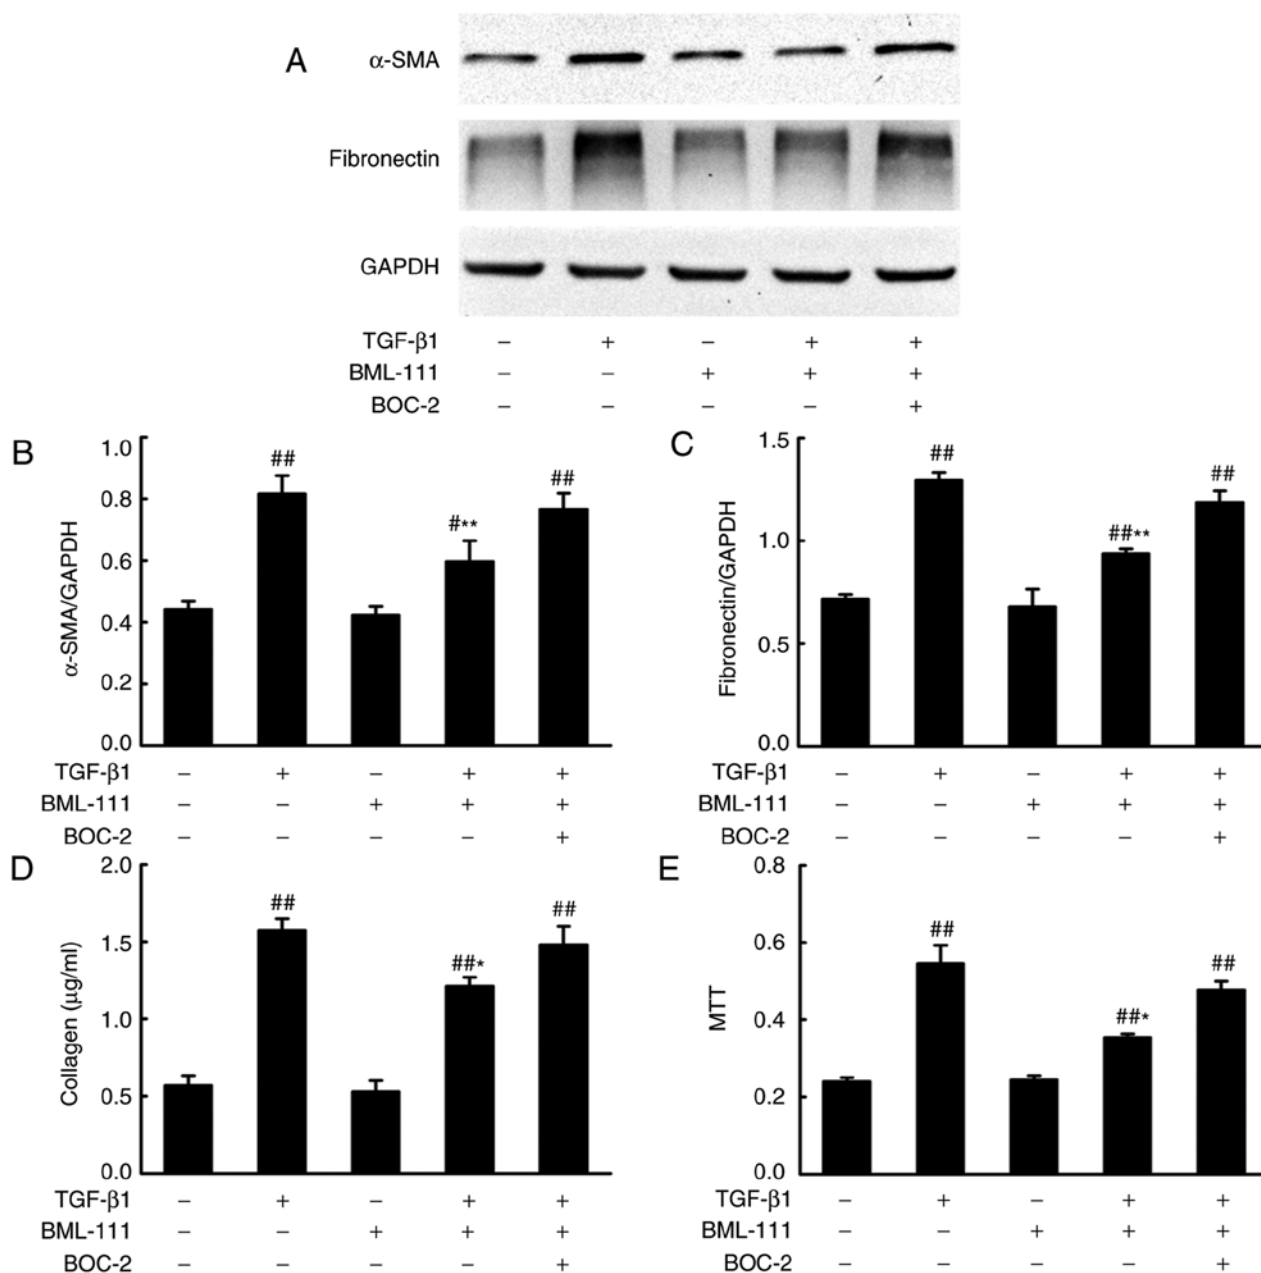 A
α-SMA
Fibronectin
GAPDH
TGF-β1 – + – + +
BML-111 – – + + +
BOC-2 – – – – +
B
α-SMA/GAPDH
1.0
0.8
0.6
0.4
0.2
0.0
##
#**
##
TGF-β1 – + – + +
BML-111 – – + + +
BOC-2 – – – – +
C
Fibronectin/GAPDH
1.5
1.0
0.5
0.0
##
##**
##
TGF-β1 – + – + +
BML-111 – – + + +
BOC-2 – – – – +
D
Collagen (μg/ml)
2.0
1.5
1.0
0.5
0.0
##
##*
##
TGF-β1 – + – + +
BML-111 – – + + +
BOC-2 – – – – +
E
MTT
0.8
0.6
0.4
0.2
0.0
##
##*
##
TGF-β1 – + – + +
BML-111 – – + + +
BOC-2 – – – – +